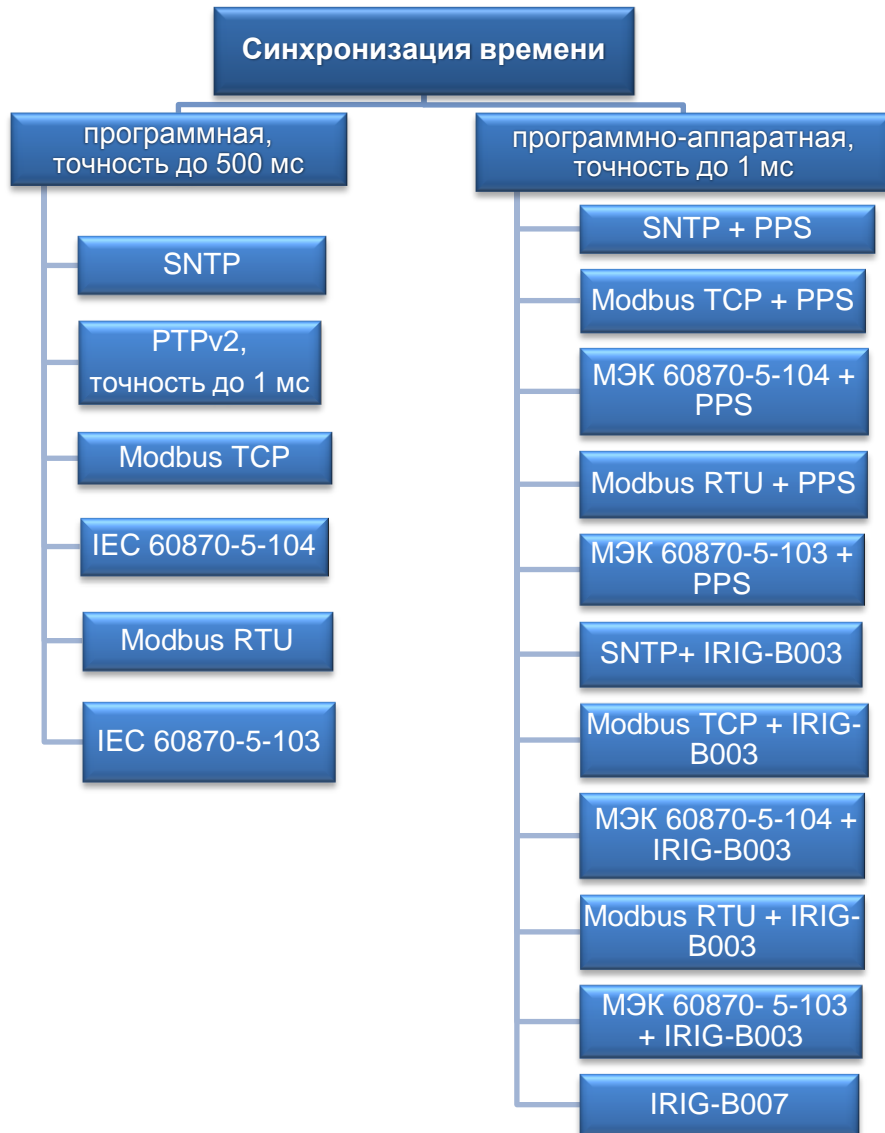 Синхронизация времени
программная,
точность до 500 мс
SNTP
PTPv2,
точность до 1 мс
Modbus TCP
IEC 60870-5-104
Modbus RTU
IEC 60870-5-103
программно-аппаратная,
точность до 1 мс
SNTP + PPS
Modbus TCP + PPS
МЭК 60870-5-104 +
PPS
Modbus RTU + PPS
МЭК 60870-5-103 +
PPS
SNTP+ IRIG-B003
Modbus TCP + IRIG-
B003
МЭК 60870-5-104 +
IRIG-B003
Modbus RTU + IRIG-
B003
МЭК 60870- 5-103
+ IRIG-B003
IRIG-B007